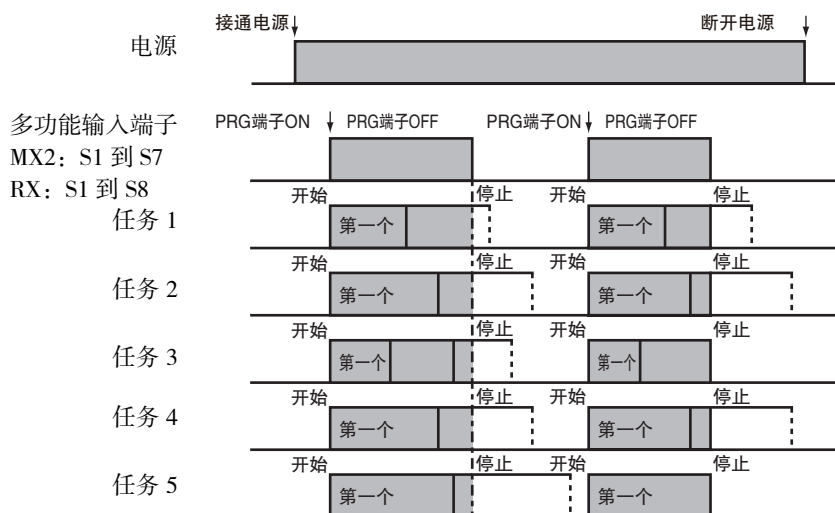 接通电源
断开电源
电源
多功能输入端子
MX2：S1 到 S7
RX：S1 到 S8
PRG端子ON
PRG端子OFF
PRG端子ON
PRG端子OFF
开始
停止
开始
停止
任务 1
第一个
第一个
开始
停止
开始
停止
任务 2
第一个
第一个
开始
停止
开始
停止
任务 3
第一个
第一个
开始
停止
开始
停止
任务 4
第一个
第一个
开始
停止
开始
停止
任务 5
第一个
第一个